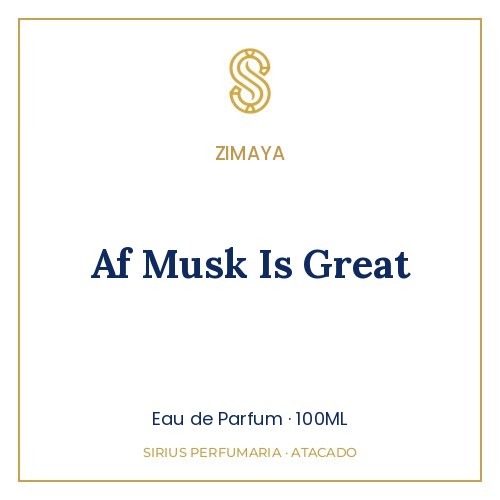 ZIMAYA
Af Musk Is Great
Eau de Parfum · 100ML
SIRIUS PERFUMARIA · ATACADO